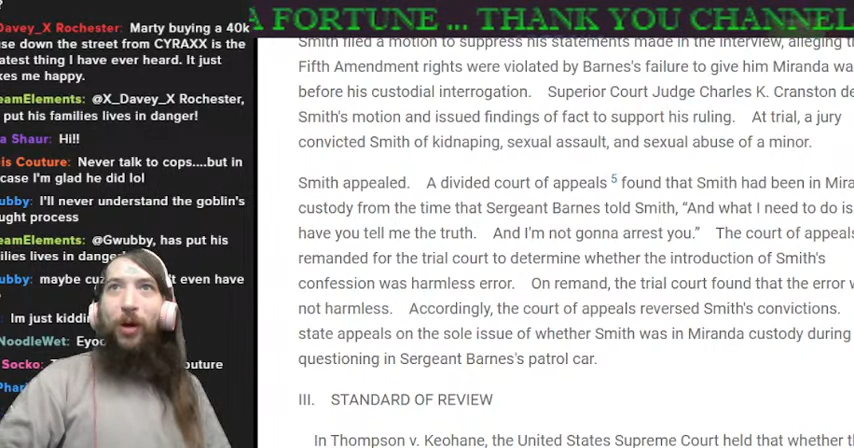 A FORTUNE ... THANK YOU CHANNEL
Davey_X Rochester: Marty buying a 40k
use down the street from CYRAXX is the
atest thing I have ever heard. It just
kes me happy.
eamElements: @X_Davey_X Rochester,
put his families lives in danger!
a Shaur: Hi!!
is Couture: Never talk to cops....but in
case I'm glad he did lol
ubby: I'll never understand the goblin's
ught process
eamElements: @Gwubby, has put his
ilies lives in
ubby: maybe t even have
Im just
NoodleWet:
Socko: outure
Smith filed a motion to suppress his statements made in the interview, alleging th
Fifth Amendment rights were violated by Barnes's failure to give him Miranda wa
before his custodial interrogation. Superior Court Judge Charles K. Cranston de
Smith's motion and issued findings of fact to support his ruling. At trial, a jury
convicted Smith of kidnaping, sexual assault, and sexual abuse of a minor.
Smith appealed. A divided court of appeals 5 found that Smith had been in Mira
custody from the time that Sergeant Barnes told Smith, “And what I need to do is
have you tell me the truth. And I'm not gonna arrest you.” The court of appeals
remanded for the trial court to determine whether the introduction of Smith's
confession was harmless error. On remand, the trial court found that the error w
not harmless. Accordingly, the court of appeals reversed Smith's convictions.
state appeals on the sole issue of whether Smith was in Miranda custody during
questioning in Sergeant Barnes's patrol car.
III. STANDARD OF REVIEW
In Thompson v. Keohane, the United States Supreme Court held that whether th